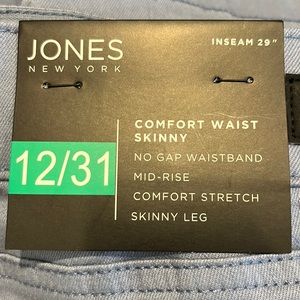 JONES
NEW YORK
INSEAM 29"
12/31
COMFORT WAIST
SKINNY
NO GAP WAISTBAND
MID-RISE
COMFORT STRETCH
SKINNY LEG